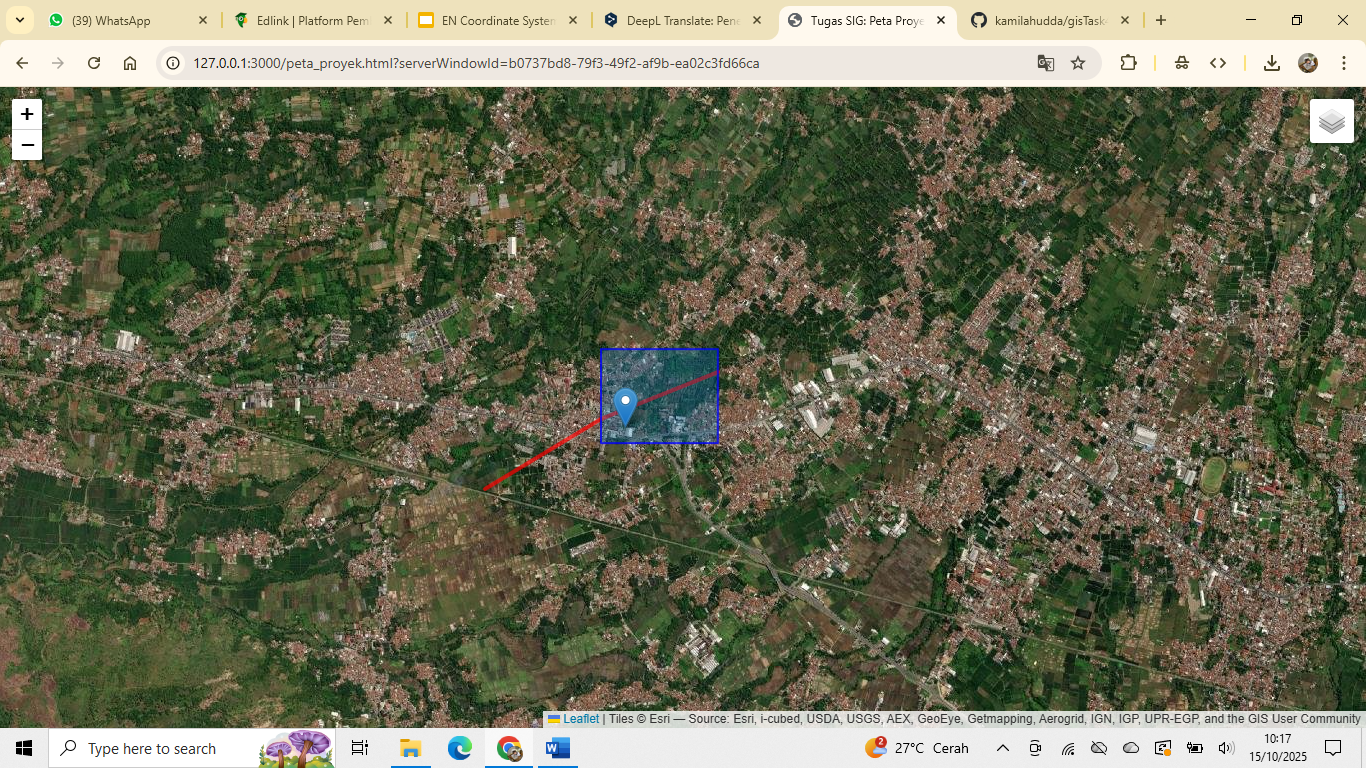 (39) WhatsApp
Edlink | Platform Pem
EN Coordinate System
DeepL Translate: Pene
Tugas SIG: Peta Proye
kamilahudda/gisTask
127.0.0.1:3000/peta_proyek.html?serverWindowId=b0737bd8-79f3-49f2-af9b-ea02c3fd66ca
+
−
Leaflet | Tiles © Esri — Source: Esri, i-cubed, USDA, USGS, AEX, GeoEye, Getmapping, Aerogrid, IGN, IGP, UPR-EGP, and the GIS User Community
Type here to search
W
2
27°C Cerah
10:17
15/10/2025